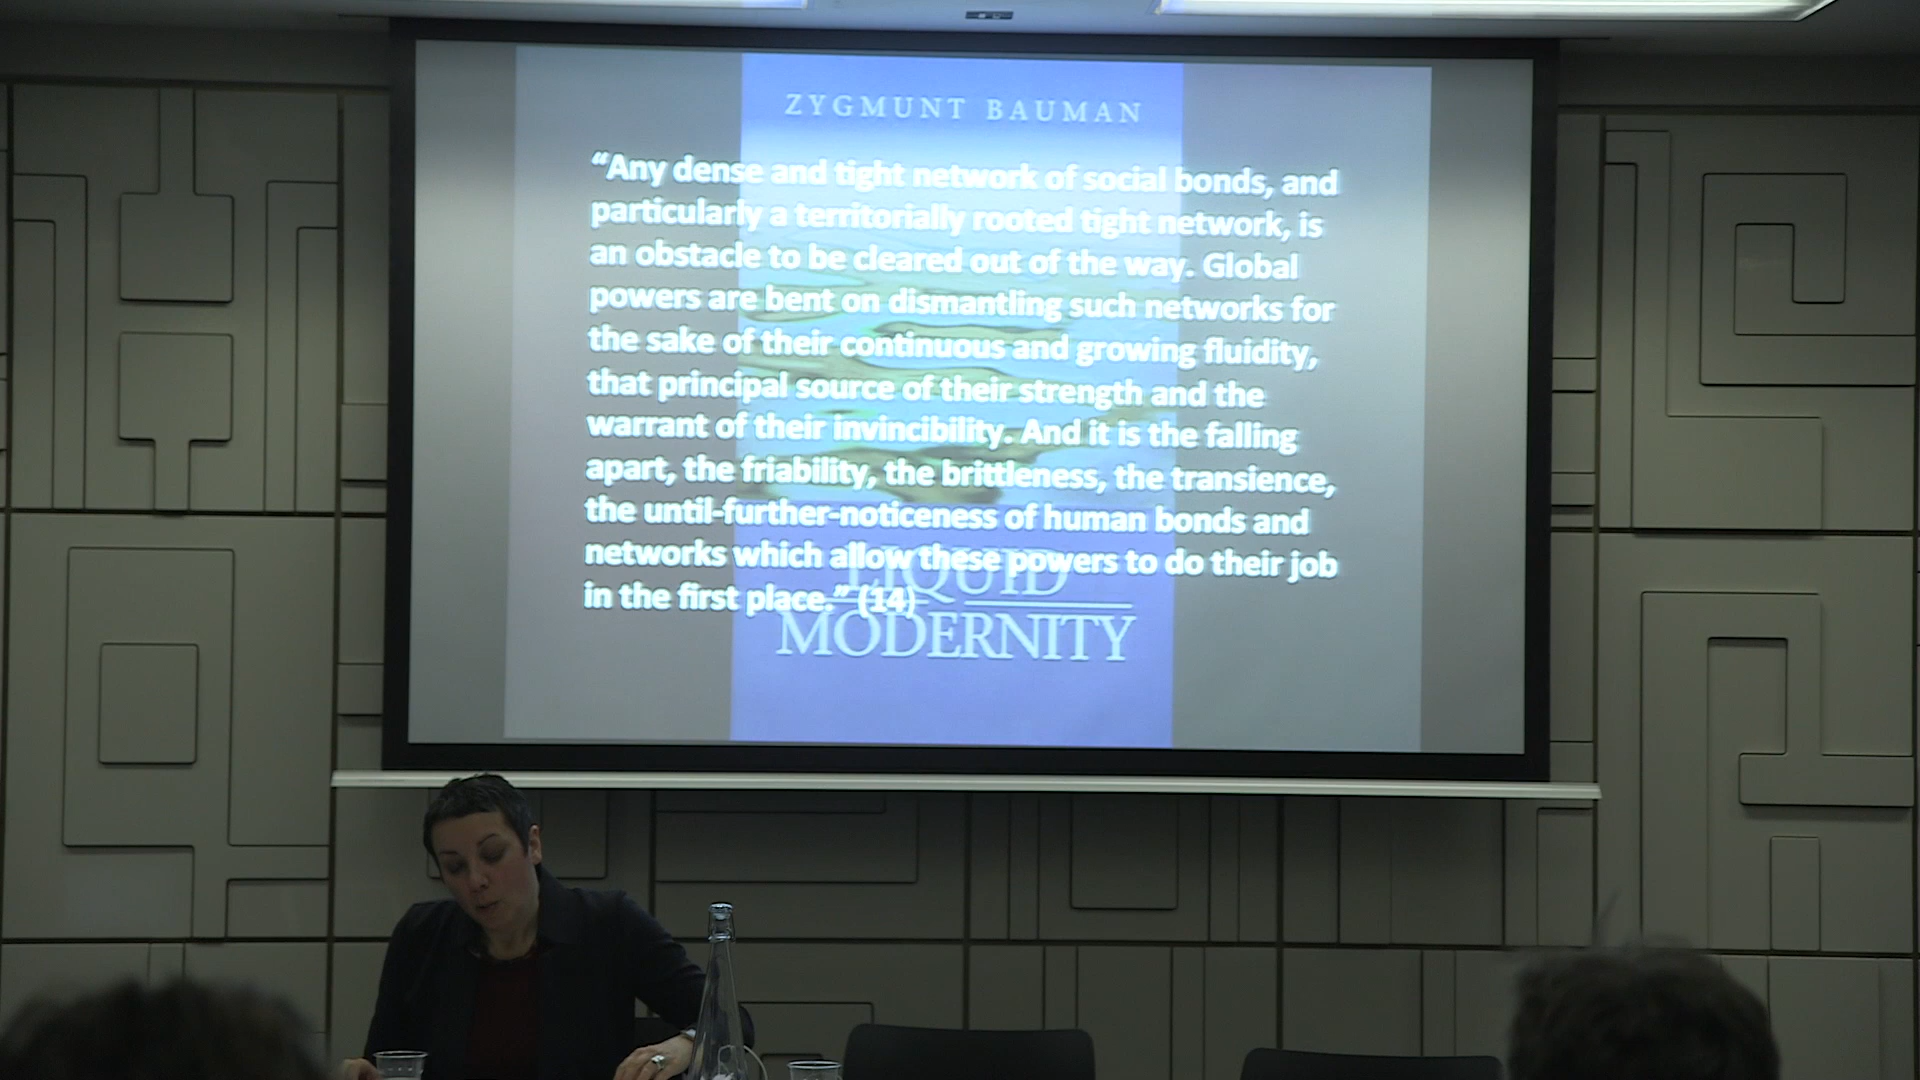 ZYGMUNT BAUMAN
“Any dense and tight network of social bonds, and
particularly a territorially rooted tight network, is
an obstacle to be cleared out of the way. Global
powers are bent on dismantling such networks for
the sake of their continuous and growing fluidity,
that principal source of their strength and the
warrant of their invincibility. And it is the falling
apart, the friability, the brittleness, the transience,
the until-further-noticeness of human bonds and
networks which allow these powers to do their job
in the first place.” (14)
LIQUID
MODERNITY